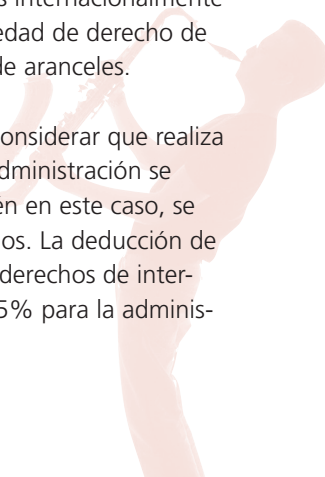 s internacionalmente
edad de derecho de
de aranceles.
onsiderar que realiza
dministración se
én en este caso, se
os. La deducción de
derechos de inter-
5% para la adminis-